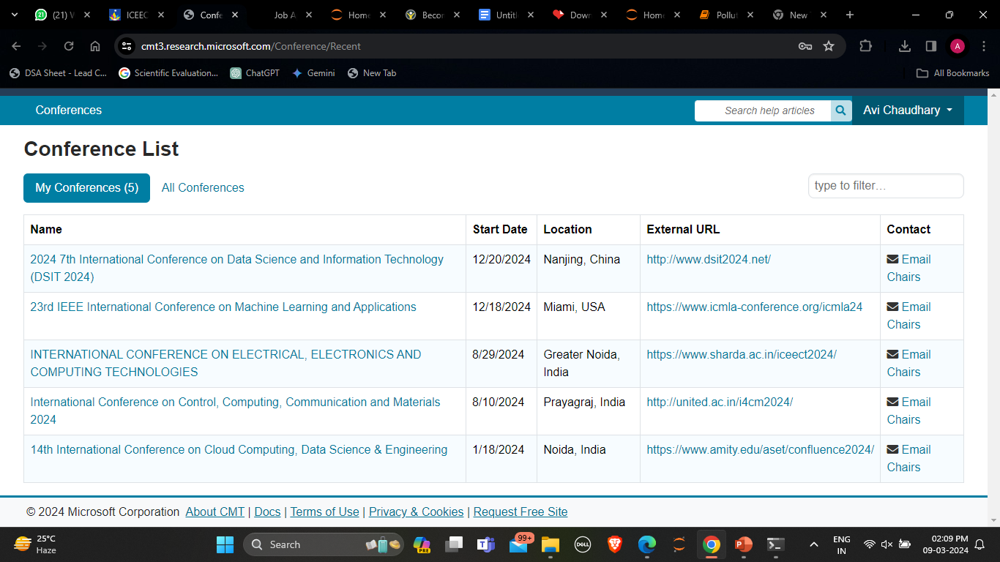 21 (21) W ICEEC Confe Job A Home Becor Untitl Down Home Pollut New
cmt3.research.microsoft.com/Conference/Recent A
DSA Sheet - Lead C... Scientific Evaluation... ChatGPT Gemini New Tab All Bookmarks
Conferences Search help articles Avi Chaudhary
Conference List
My Conferences (5) All Conferences type to filter...
Name Start Date Location External URL Contact
2024 7th International Conference on Data Science and Information Technology 12/20/2024 Nanjing, China http://www.dsit2024.net/ Email
(DSIT 2024) Chairs
23rd IEEE International Conference on Machine Learning and Applications 12/18/2024 Miami, USA https://www.icmla-conference.org/icmla24 Email
Chairs
INTERNATIONAL CONFERENCE ON ELECTRICAL, ELECTRONICS AND 8/29/2024 Greater Noida, https://www.sharda.ac.in/iceect2024/ Email
COMPUTING TECHNOLOGIES India Chairs
International Conference on Control, Computing, Communication and Materials 8/10/2024 Prayagraj, India http://united.ac.in/i4cm2024/ Email
2024 Chairs
14th International Conference on Cloud Computing, Data Science & Engineering 1/18/2024 Noida, India https://www.amity.edu/aset/confluence2024/ Email
Chairs
© 2024 Microsoft Corporation About CMT | Docs | Terms of Use | Privacy & Cookies | Request Free Site
25°C
Haze
Search PRE 99+ DELL
ENG
IN
02:09 PM
09-03-2024